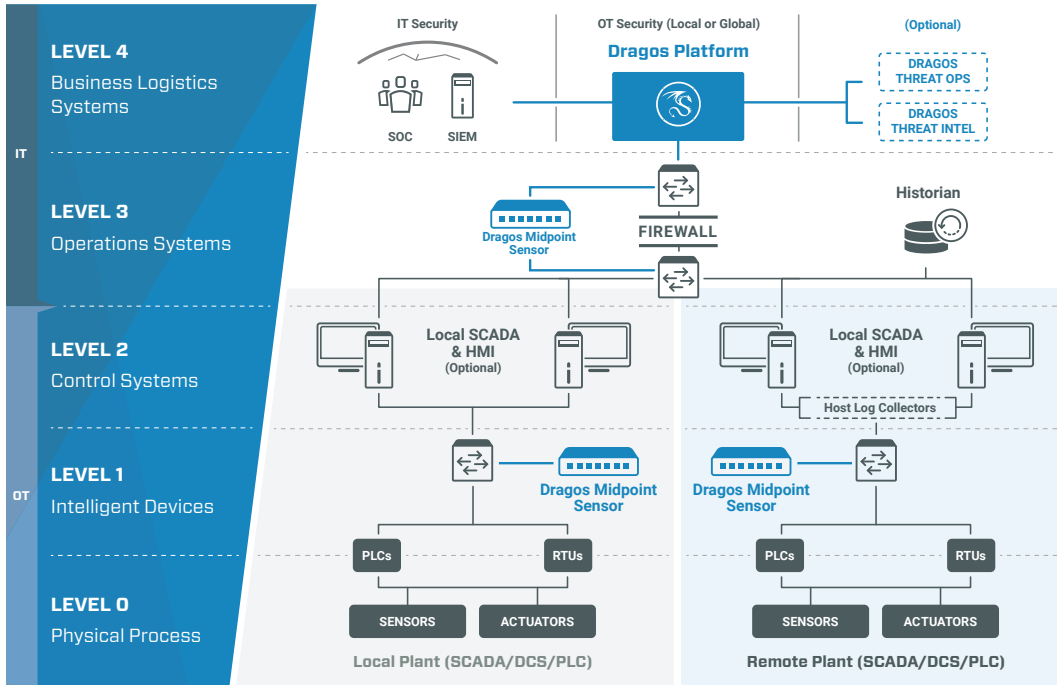 IT
OT
LEVEL 4
Business Logistics
Systems
LEVEL 3
Operations Systems
LEVEL 2
Control Systems
LEVEL 1
Intelligent Devices
LEVEL 0
Physical Process
IT Security
SOC
SIEM
OT Security (Local or Global)
Dragos Platform
(Optional)
DRAGOS
THREAT OPS
DRAGOS
THREAT INTEL
Dragos Midpoint
Sensor
FIREWALL
Historian
Local SCADA
& HMI
(Optional)
Local SCADA
& HMI
(Optional)
Host Log Collectors
Dragos Midpoint
Sensor
Dragos Midpoint
Sensor
PLCs
RTUs
PLCs
RTUs
SENSORS
ACTUATORS
SENSORS
ACTUATORS
Local Plant (SCADA/DCS/PLC)
Remote Plant (SCADA/DCS/PLC)